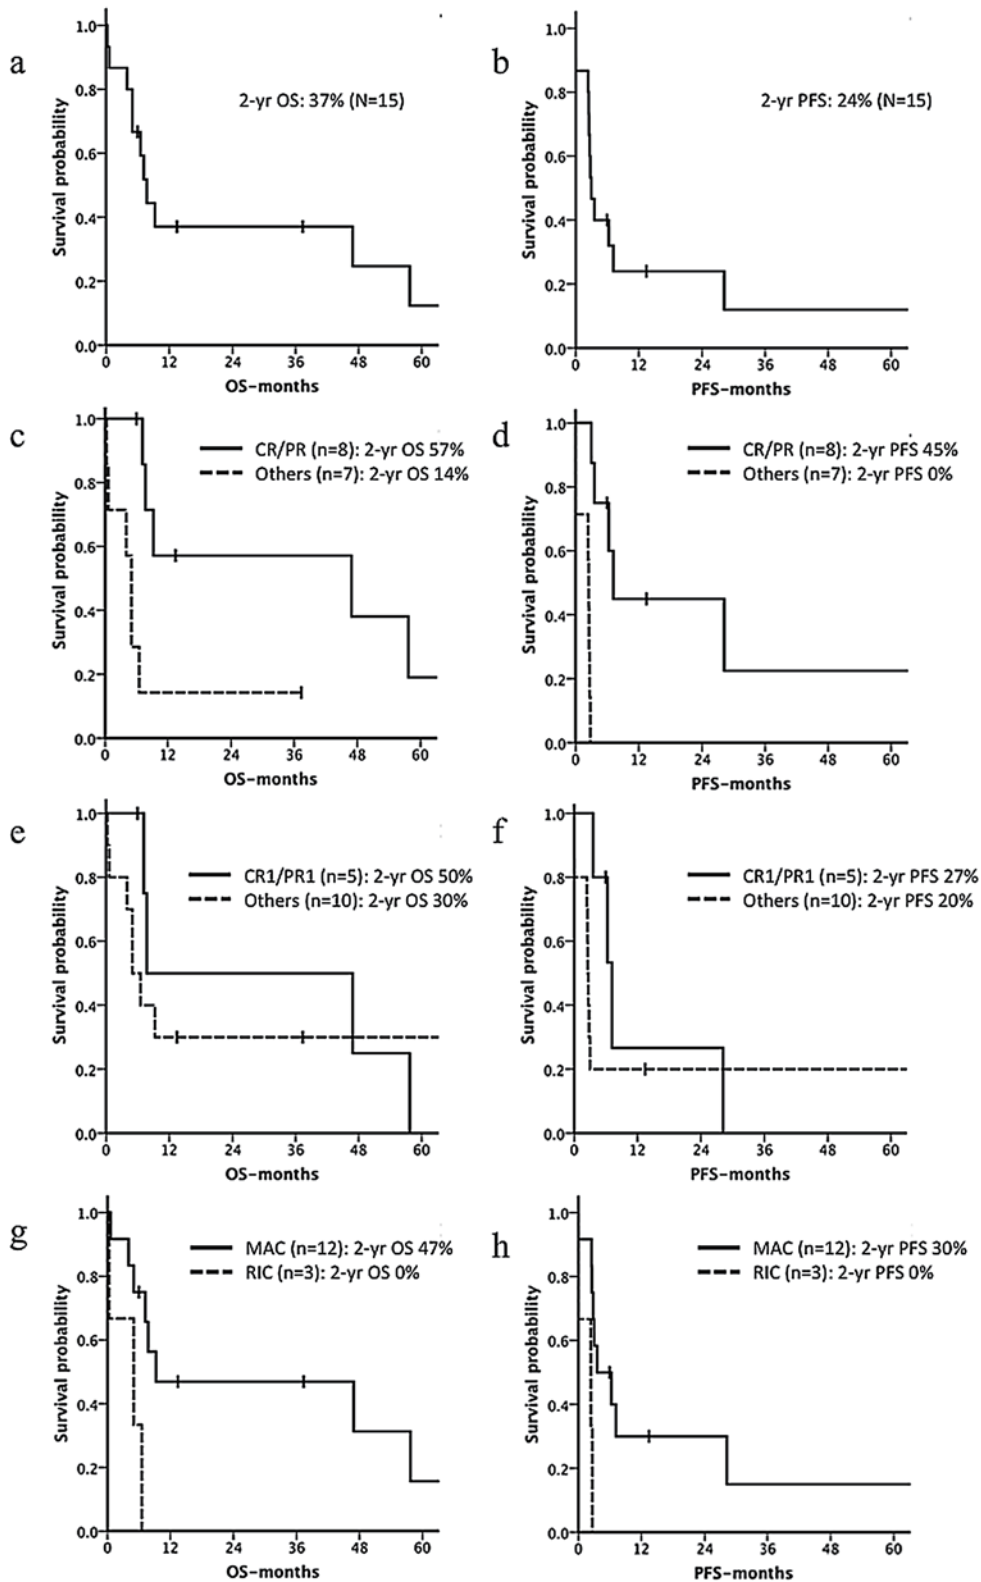 a
Survival probability
1.0
0.8
0.6
0.4
0.2
0.0
2-yr OS: 37% (N=15)
0 12 24 36 48 60
OS-months
b
Survival probability
1.0
0.8
0.6
0.4
0.2
0.0
2-yr PFS: 24% (N=15)
0 12 24 36 48 60
PFS-months
c
Survival probability
1.0
0.8
0.6
0.4
0.2
0.0
CR/PR (n=8): 2-yr OS 57%
Others (n=7): 2-yr OS 14%
0 12 24 36 48 60
OS-months
d
Survival probability
1.0
0.8
0.6
0.4
0.2
0.0
CR/PR (n=8): 2-yr PFS 45%
Others (n=7): 2-yr PFS 0%
0 12 24 36 48 60
PFS-months
e
Survival probability
1.0
0.8
0.6
0.4
0.2
0.0
CR1/PR1 (n=5): 2-yr OS 50%
Others (n=10): 2-yr OS 30%
0 12 24 36 48 60
OS-months
f
Survival probability
1.0
0.8
0.6
0.4
0.2
0.0
CR1/PR1 (n=5): 2-yr PFS 27%
Others (n=10): 2-yr PFS 20%
0 12 24 36 48 60
PFS-months
g
Survival probability
1.0
0.8
0.6
0.4
0.2
0.0
MAC (n=12): 2-yr OS 47%
RIC (n=3): 2-yr OS 0%
0 12 24 36 48 60
OS-months
h
Survival probability
1.0
0.8
0.6
0.4
0.2
0.0
MAC (n=12): 2-yr PFS 30%
RIC (n=3): 2-yr PFS 0%
0 12 24 36 48 60
PFS-months